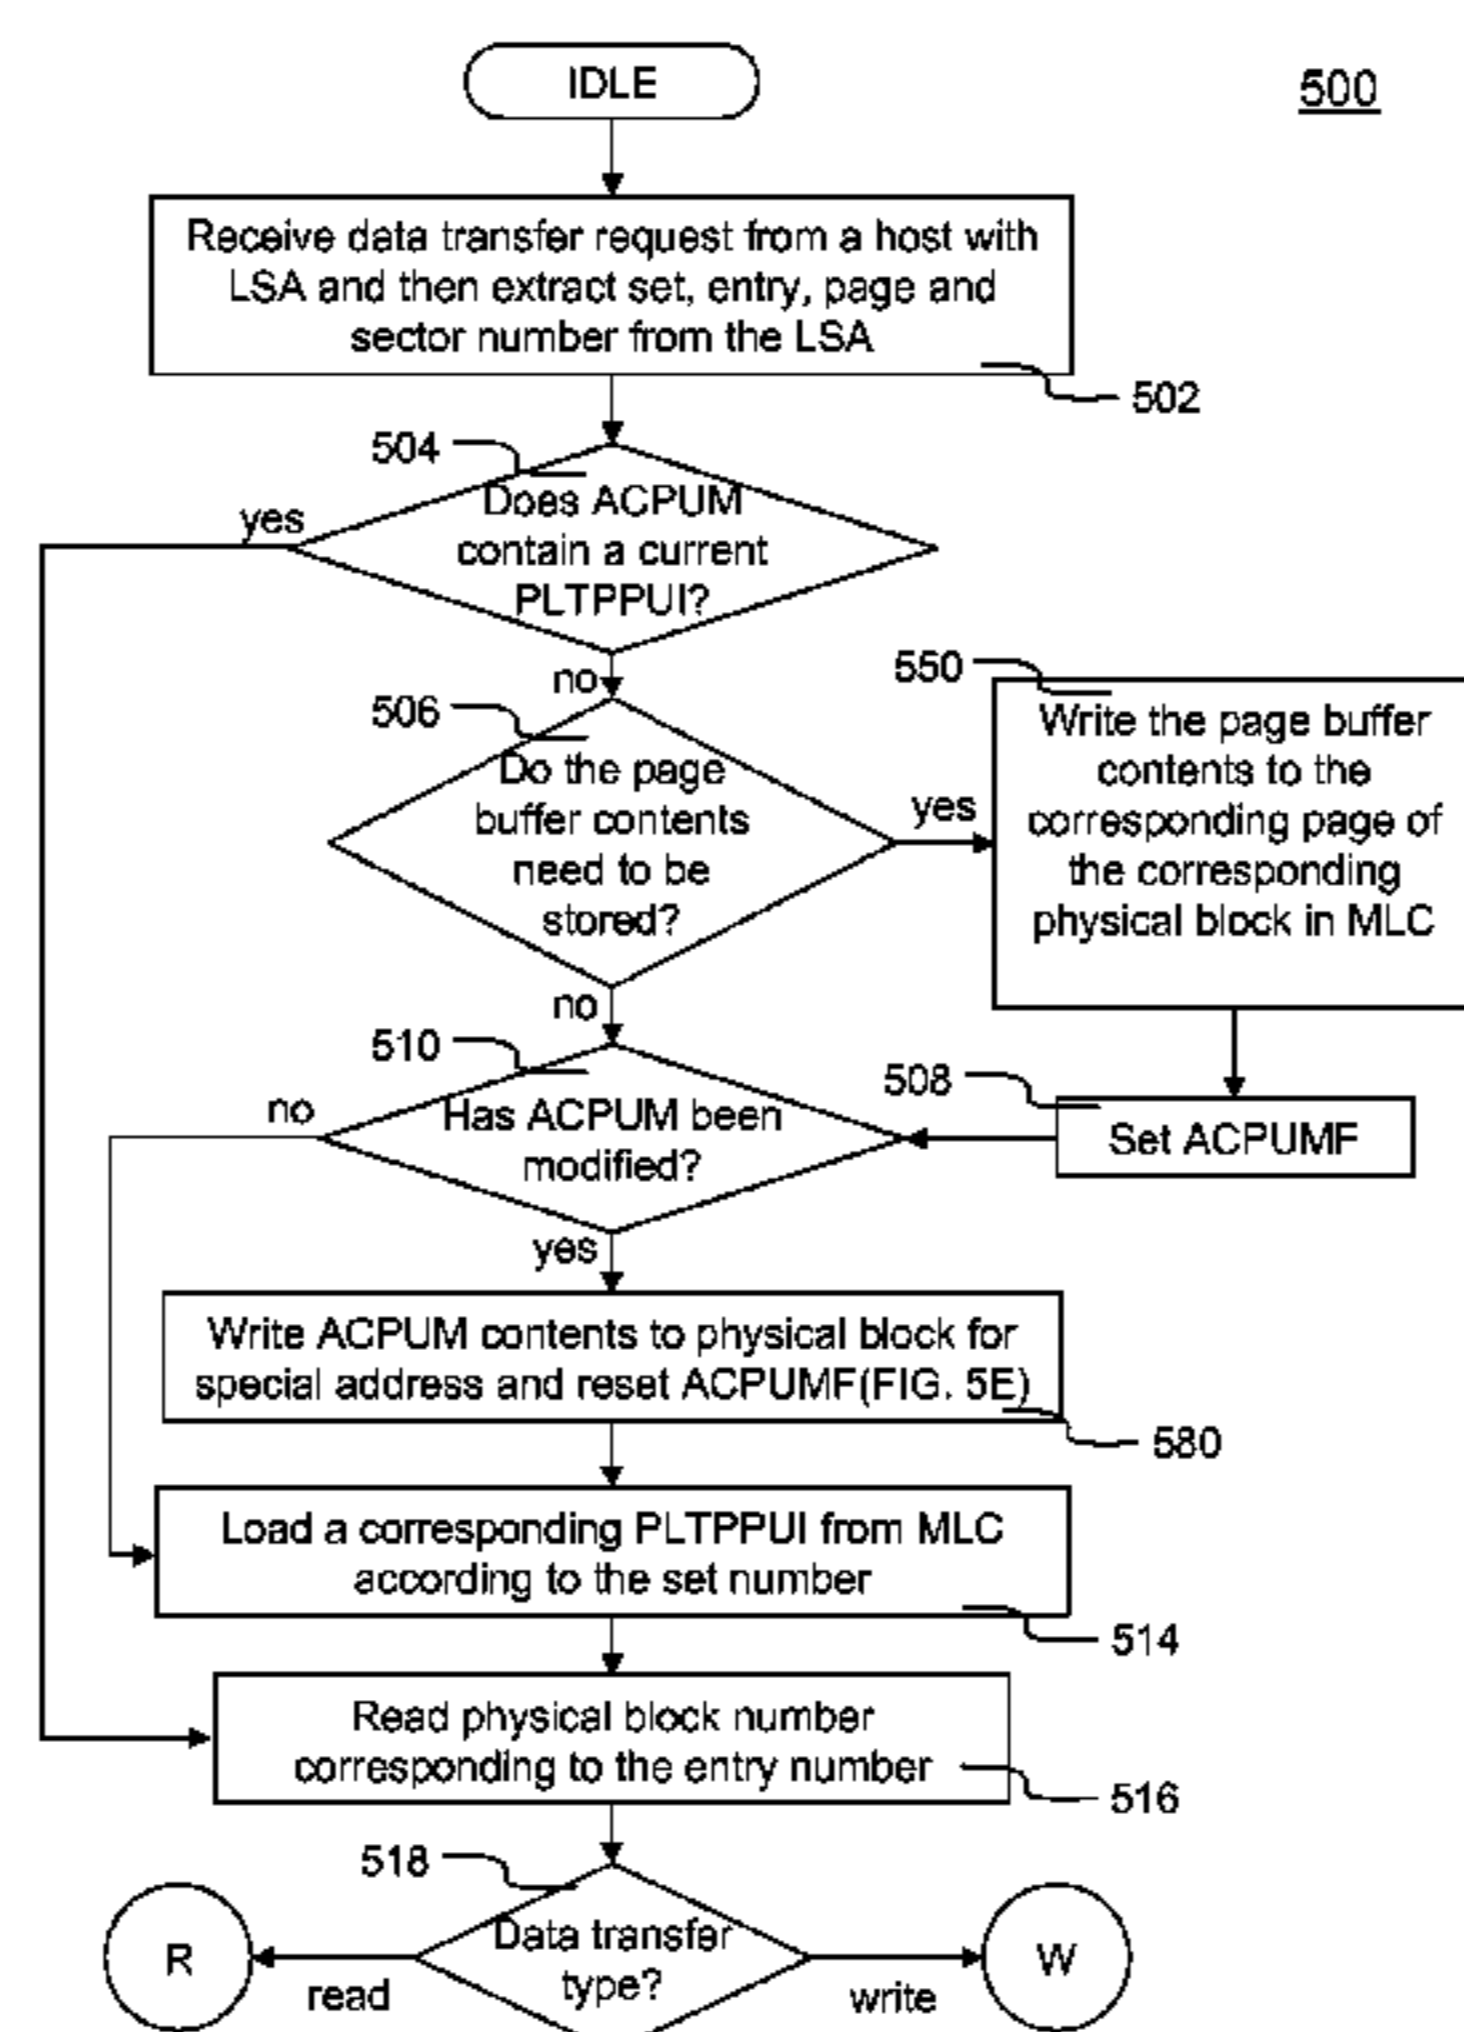 IDLE
500
Receive data transfer request from a host with
LSA and then extract set, entry, page and
sector number from the LSA
502
504
yes
Does ACPUM
contain a current
PLTPPUI?
no
506
Do the page
buffer contents
need to be
stored?
yes
550
Write the page buffer
contents to the
corresponding page of
the corresponding
physical block in MLC
no
510
508
Set ACPUMF
no
Has ACPUM been
modified?
yes
Write ACPUM contents to physical block for
special address and reset ACPUMF(FIG. 5E)
580
Load a corresponding PLTPPUI from MLC
according to the set number
514
Read physical block number
corresponding to the entry number
516
518
Data transfer
type?
R
read
write
W